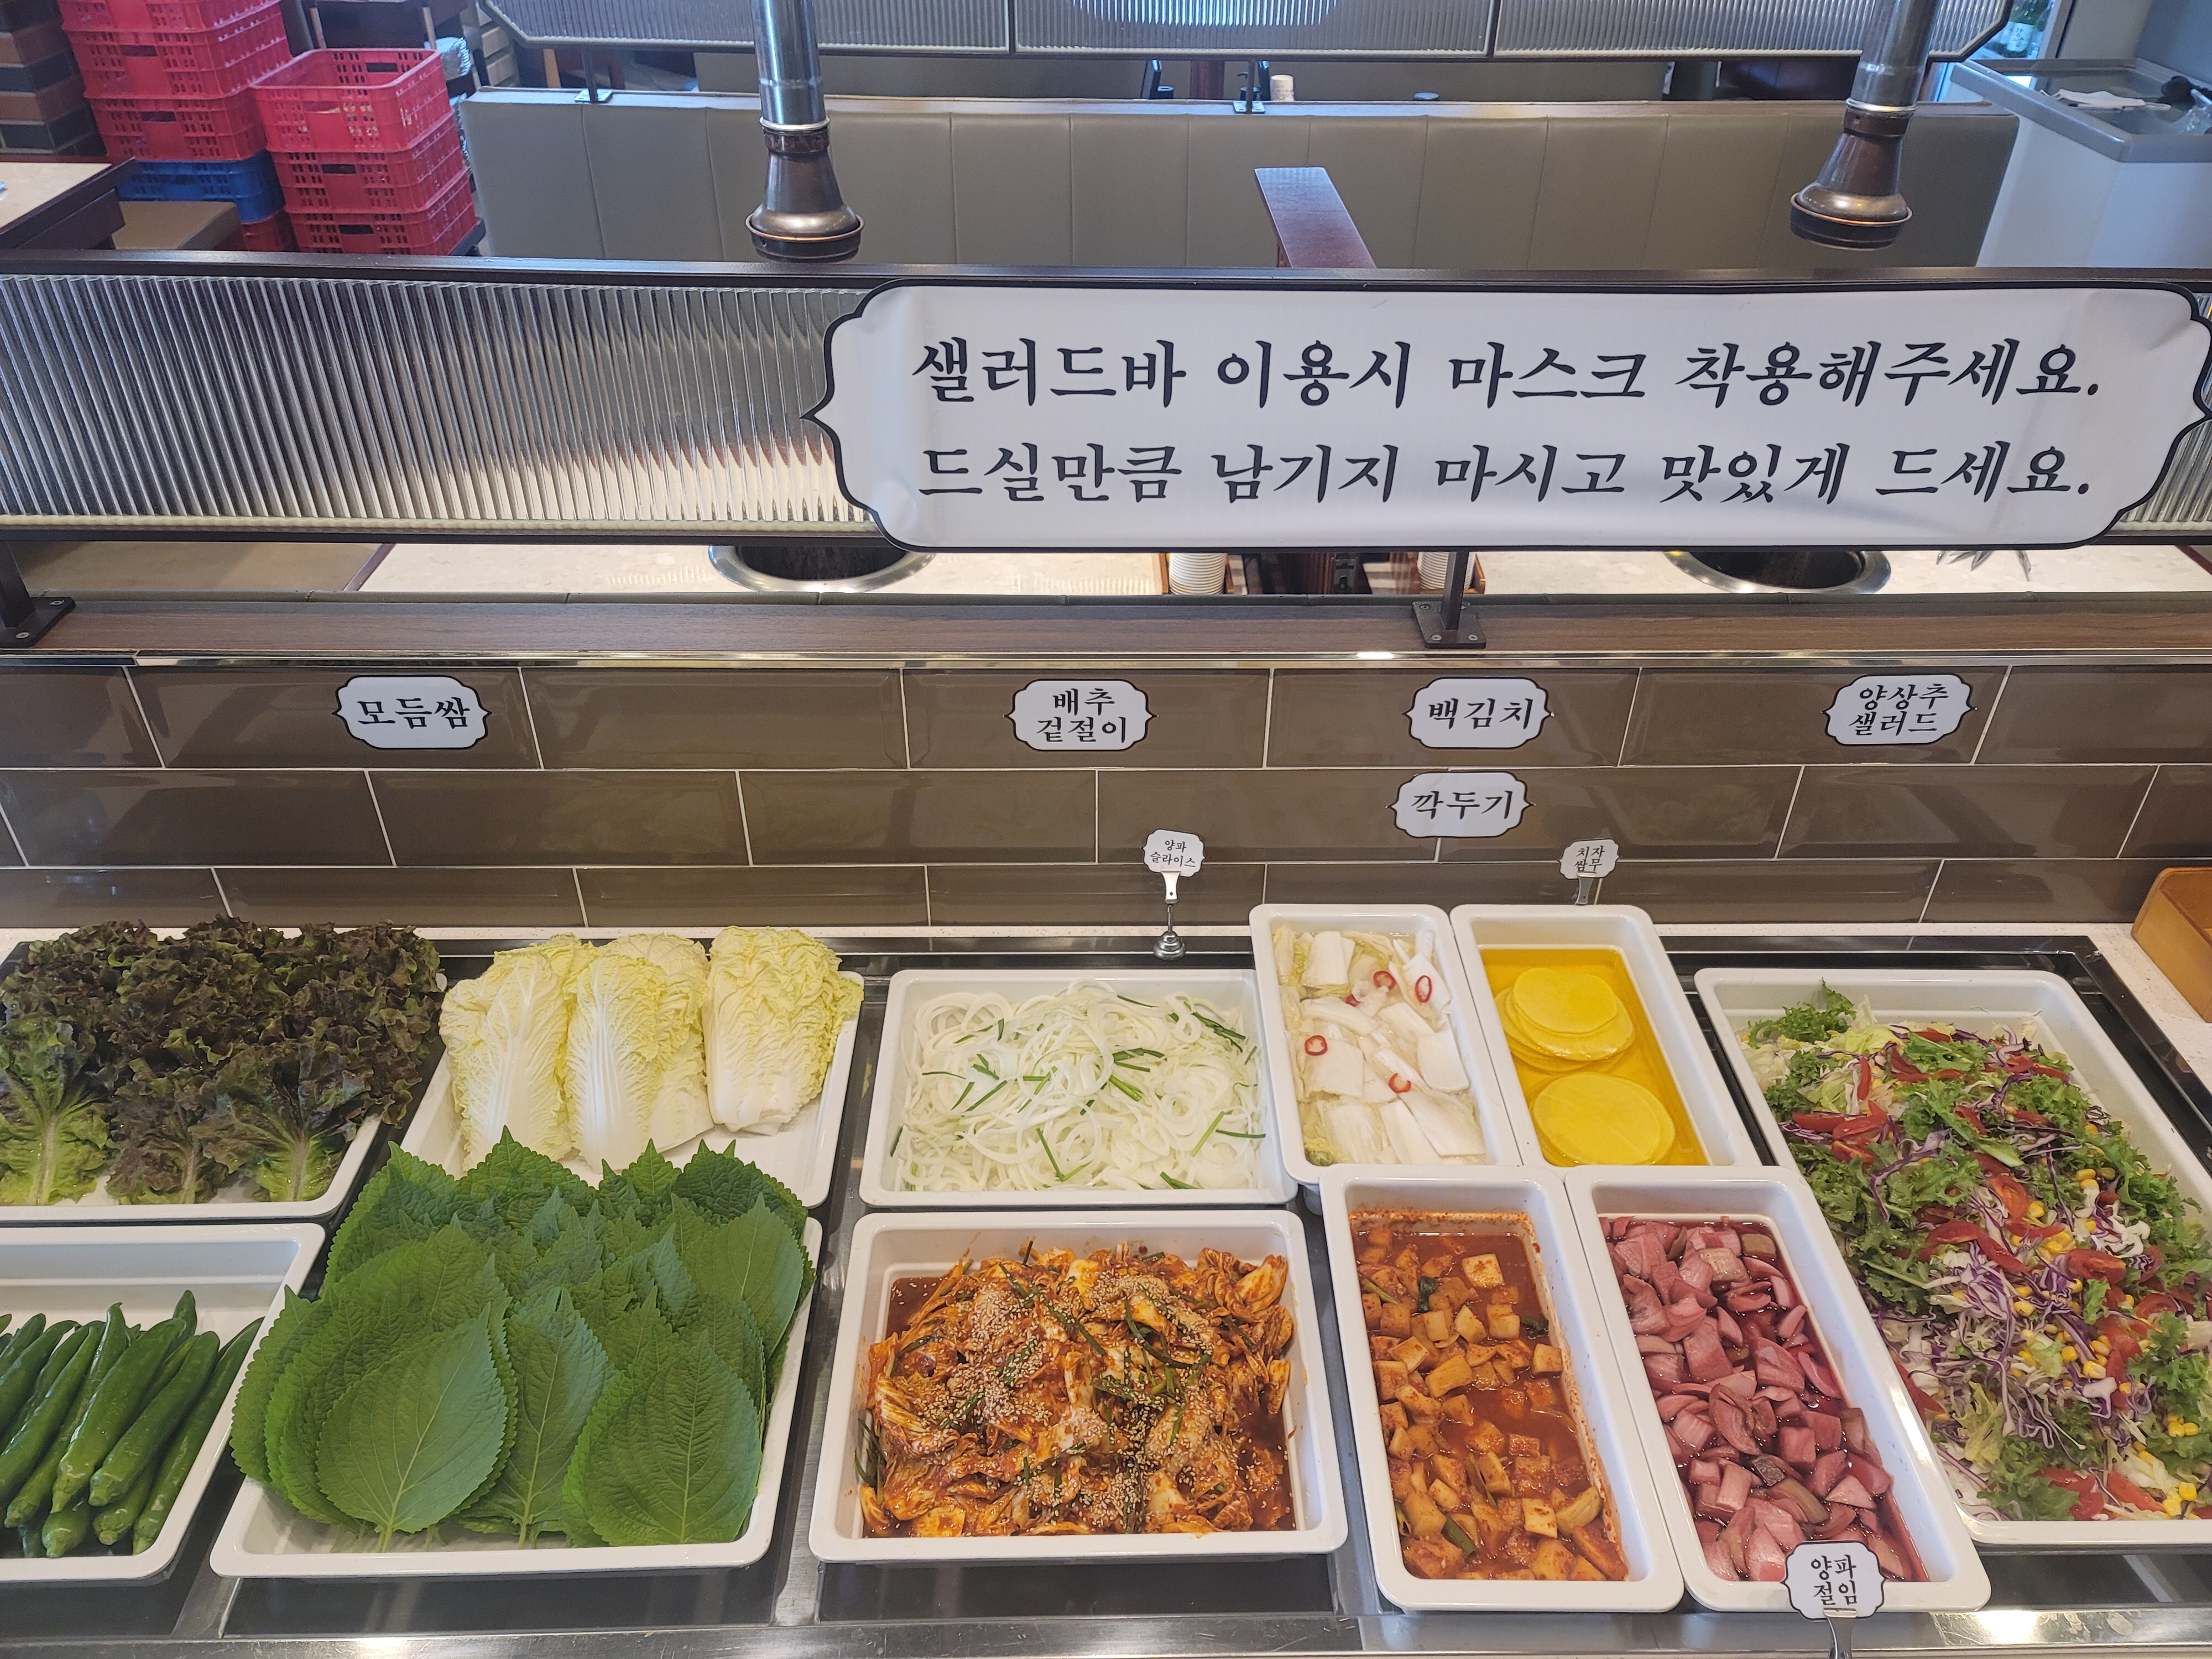 샐러드바 이용시 마스크 착용해주세요.
드실만큼 남기지 마시고 맛있게 드세요.
모듬쌈
배추
겉절이
백김치
양상추
샐러드
깍두기
양파
슬라이스
치자
쌈무
양파
절임